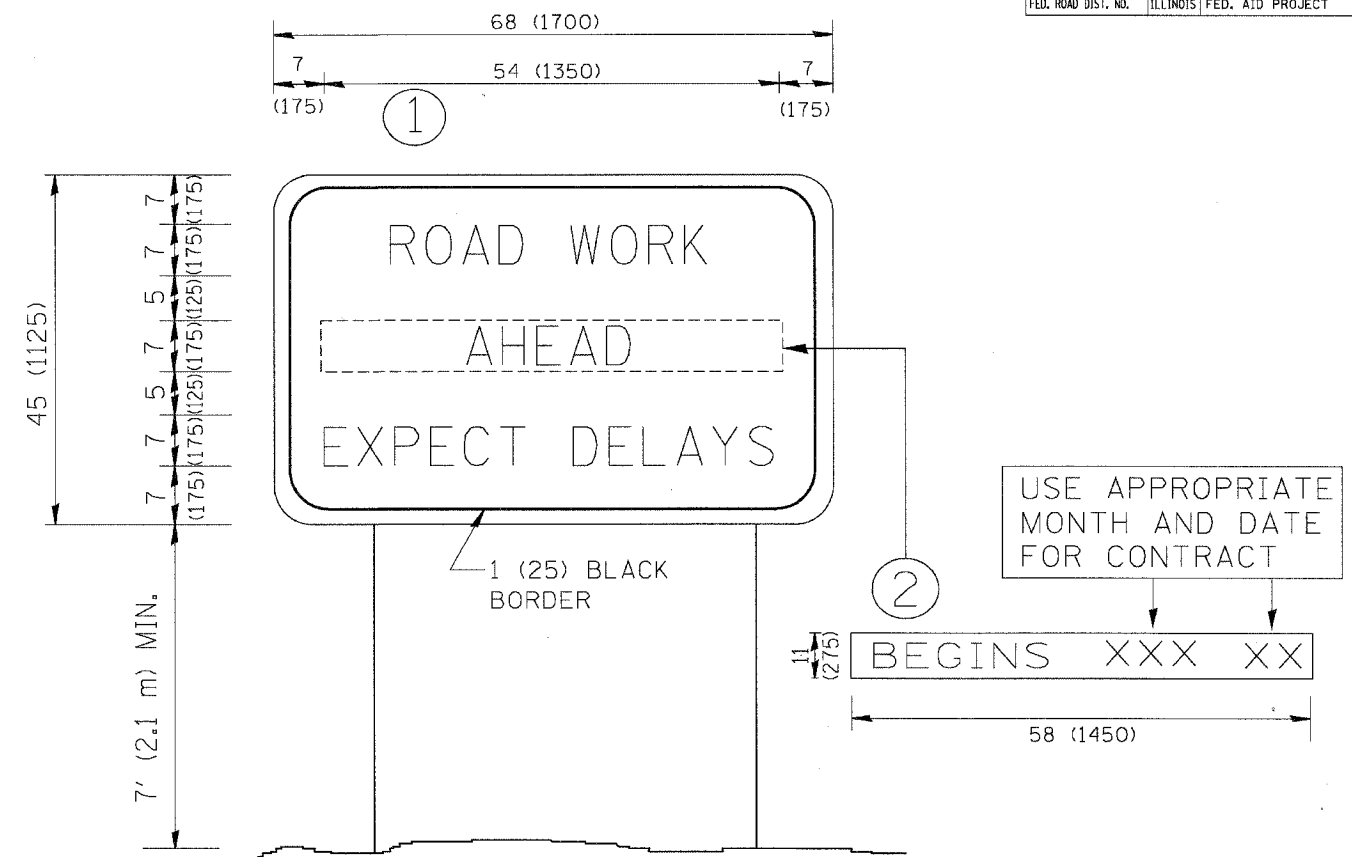 FED. ROAD DIST. NO. ILLINOIS FED. AID PROJECT
68 (1700)
7 54 (1350) 7
(175) (175)
1
45 (1125)
7 (175)
7 (175)
5 (125)
7 (175)
5 (125)
7 (175)
7 (175)
ROAD WORK
AHEAD
EXPECT DELAYS
1 (25) BLACK
BORDER
7' (2.1 m) MIN.
2
USE APPROPRIATE
MONTH AND DATE
FOR CONTRACT
11 (275)
BEGINS XXX XX
58 (1450)